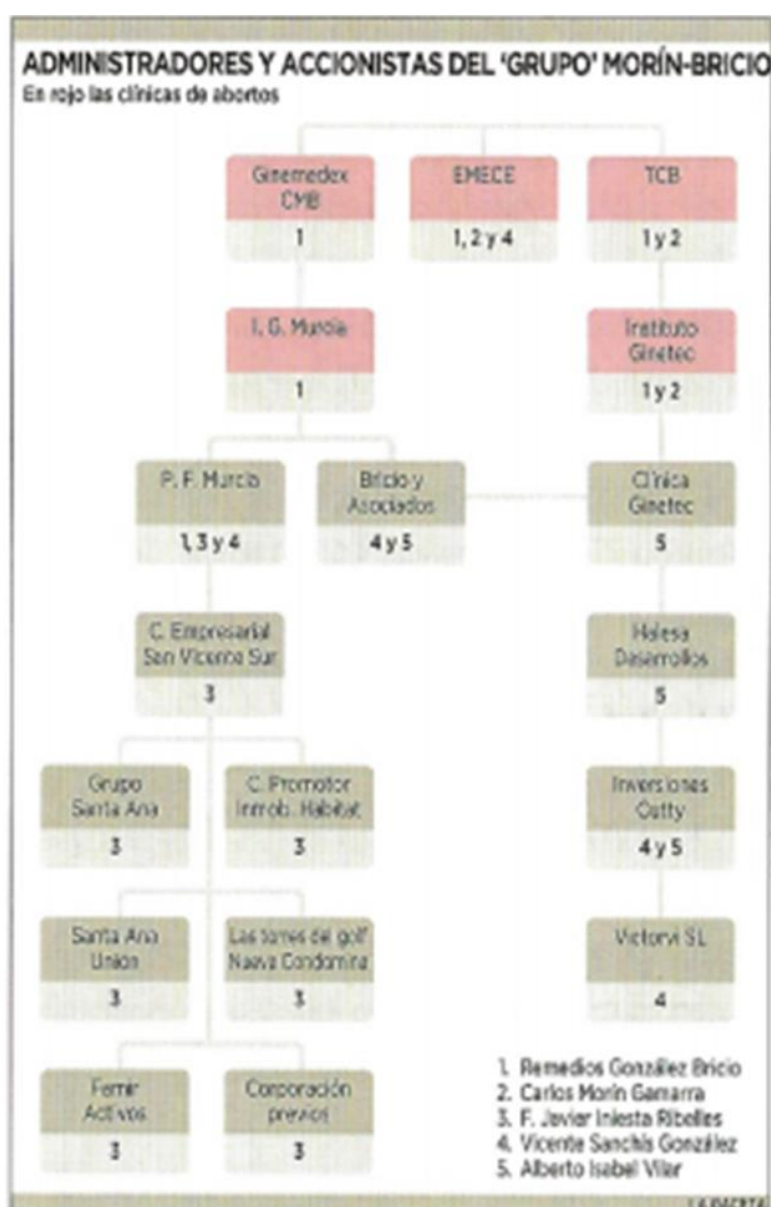 ADMINISTRADORES Y ACCIONISTAS DEL 'GRUPO' MORÍN-BRICIO
En rojo las clínicas de abortos
Ginemedex
CMB
1
EMECE
1, 2 y 4
TCB
1 y 2
I. G. Murcia
1
Instituto
Ginetec
1 y 2
P. F. Murcia
1, 3 y 4
Bricio y
Asociados
4 y 5
Clínica
Ginetec
5
C. Empresarial
San Vicente Sur
3
Halesa
Desarrollos
5
Grupo
Santa Ana
3
C. Promotor
Inmob. Habitat
3
Inversiones
Cutty
4 y 5
Santa Ana
Unión
3
Las torres del golf
Nueva Condomina
3
Victorvi SL
4
Activos
3
Corporación
3
1. Remedios González Bricio
2. Carlos Morín Gamarra
3. F. Javier Iniesta Ribelles
4. Vicente Sanchís González
5. Alberto Isabel Vilar
LA GACETA